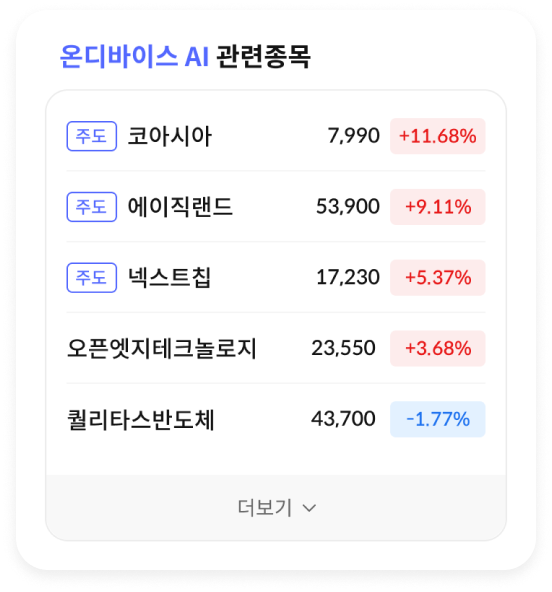 온디바이스 AI 관련종목
주도 코아시아 7,990 +11.68%
주도 에이직랜드 53,900 +9.11%
주도 넥스트칩 17,230 +5.37%
오픈엣지테크놀로지 23,550 +3.68%
퀄리타스반도체 43,700 -1.77%
더보기